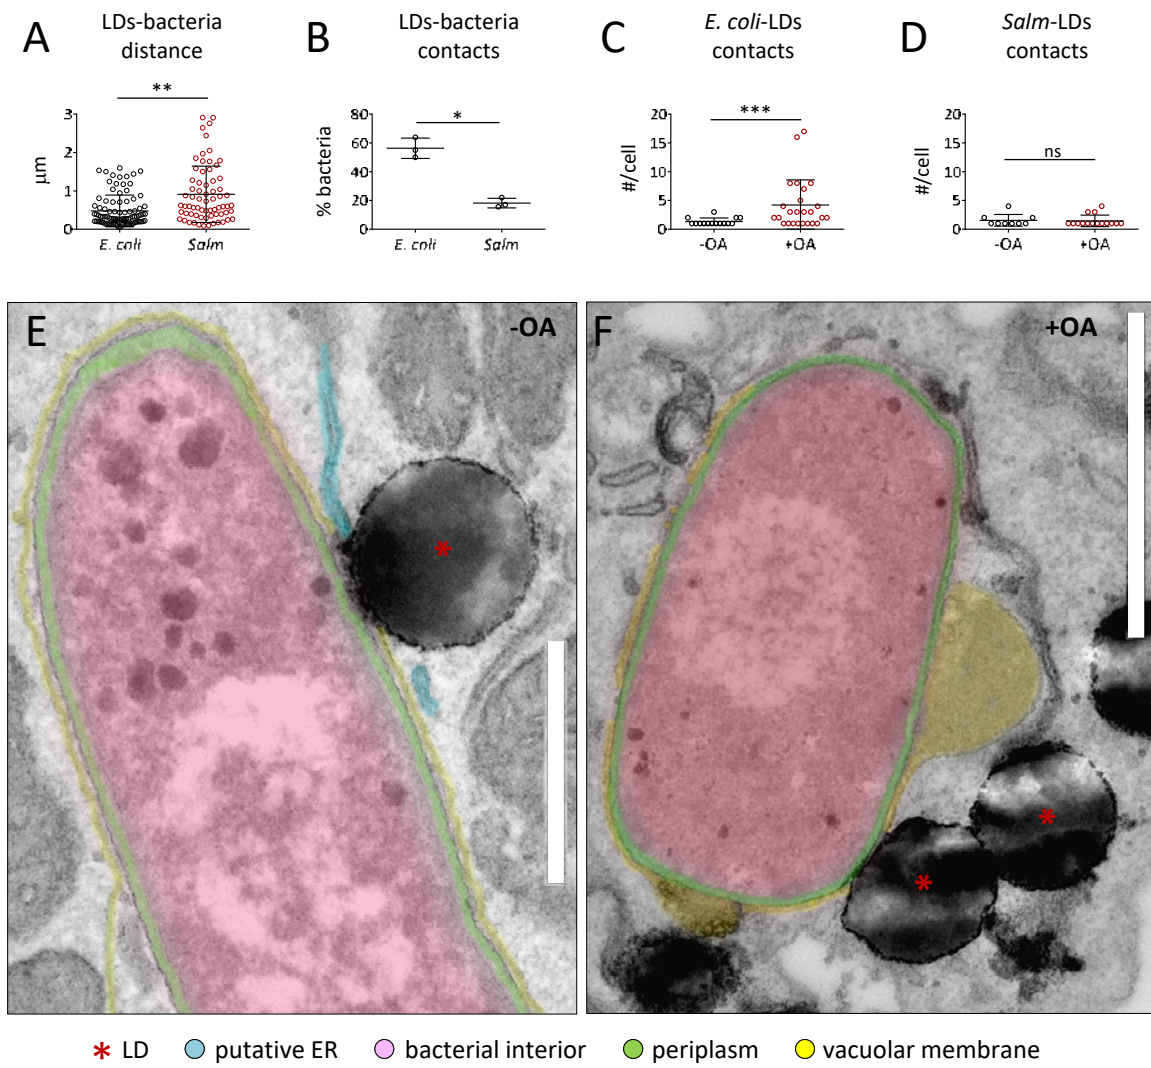 A
LDs-bacteria
distance
**
3
2
1
0
μm
E. coli
Salm
B
LDs-bacteria
contacts
*
80
60
40
20
0
% bacteria
E. coli
Salm
C
E. coli-LDs
contacts
***
20
15
10
5
0
#/cell
-OA
+OA
D
Salm-LDs
contacts
ns
20
15
10
5
0
#/cell
-OA
+OA
E
-OA
*
F
+OA
*
*
* LD
putative ER
bacterial interior
periplasm
vacuolar membrane